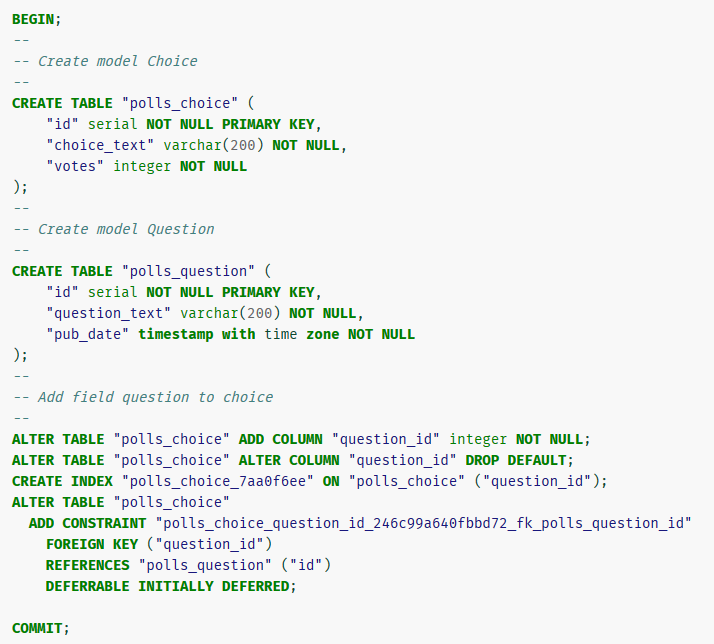 BEGIN;
--
-- Create model Choice
--
CREATE TABLE "polls_choice" (
    "id" serial NOT NULL PRIMARY KEY,
    "choice_text" varchar(200) NOT NULL,
    "votes" integer NOT NULL
);
--
-- Create model Question
--
CREATE TABLE "polls_question" (
    "id" serial NOT NULL PRIMARY KEY,
    "question_text" varchar(200) NOT NULL,
    "pub_date" timestamp with time zone NOT NULL
);
--
-- Add field question to choice
--
ALTER TABLE "polls_choice" ADD COLUMN "question_id" integer NOT NULL;
ALTER TABLE "polls_choice" ALTER COLUMN "question_id" DROP DEFAULT;
CREATE INDEX "polls_choice_7aa0f6ee" ON "polls_choice" ("question_id");
ALTER TABLE "polls_choice"
  ADD CONSTRAINT "polls_choice_question_id_246c99a640fbbd72_fk_polls_question_id"
    FOREIGN KEY ("question_id")
    REFERENCES "polls_question" ("id")
    DEFERRABLE INITIALLY DEFERRED;

COMMIT;